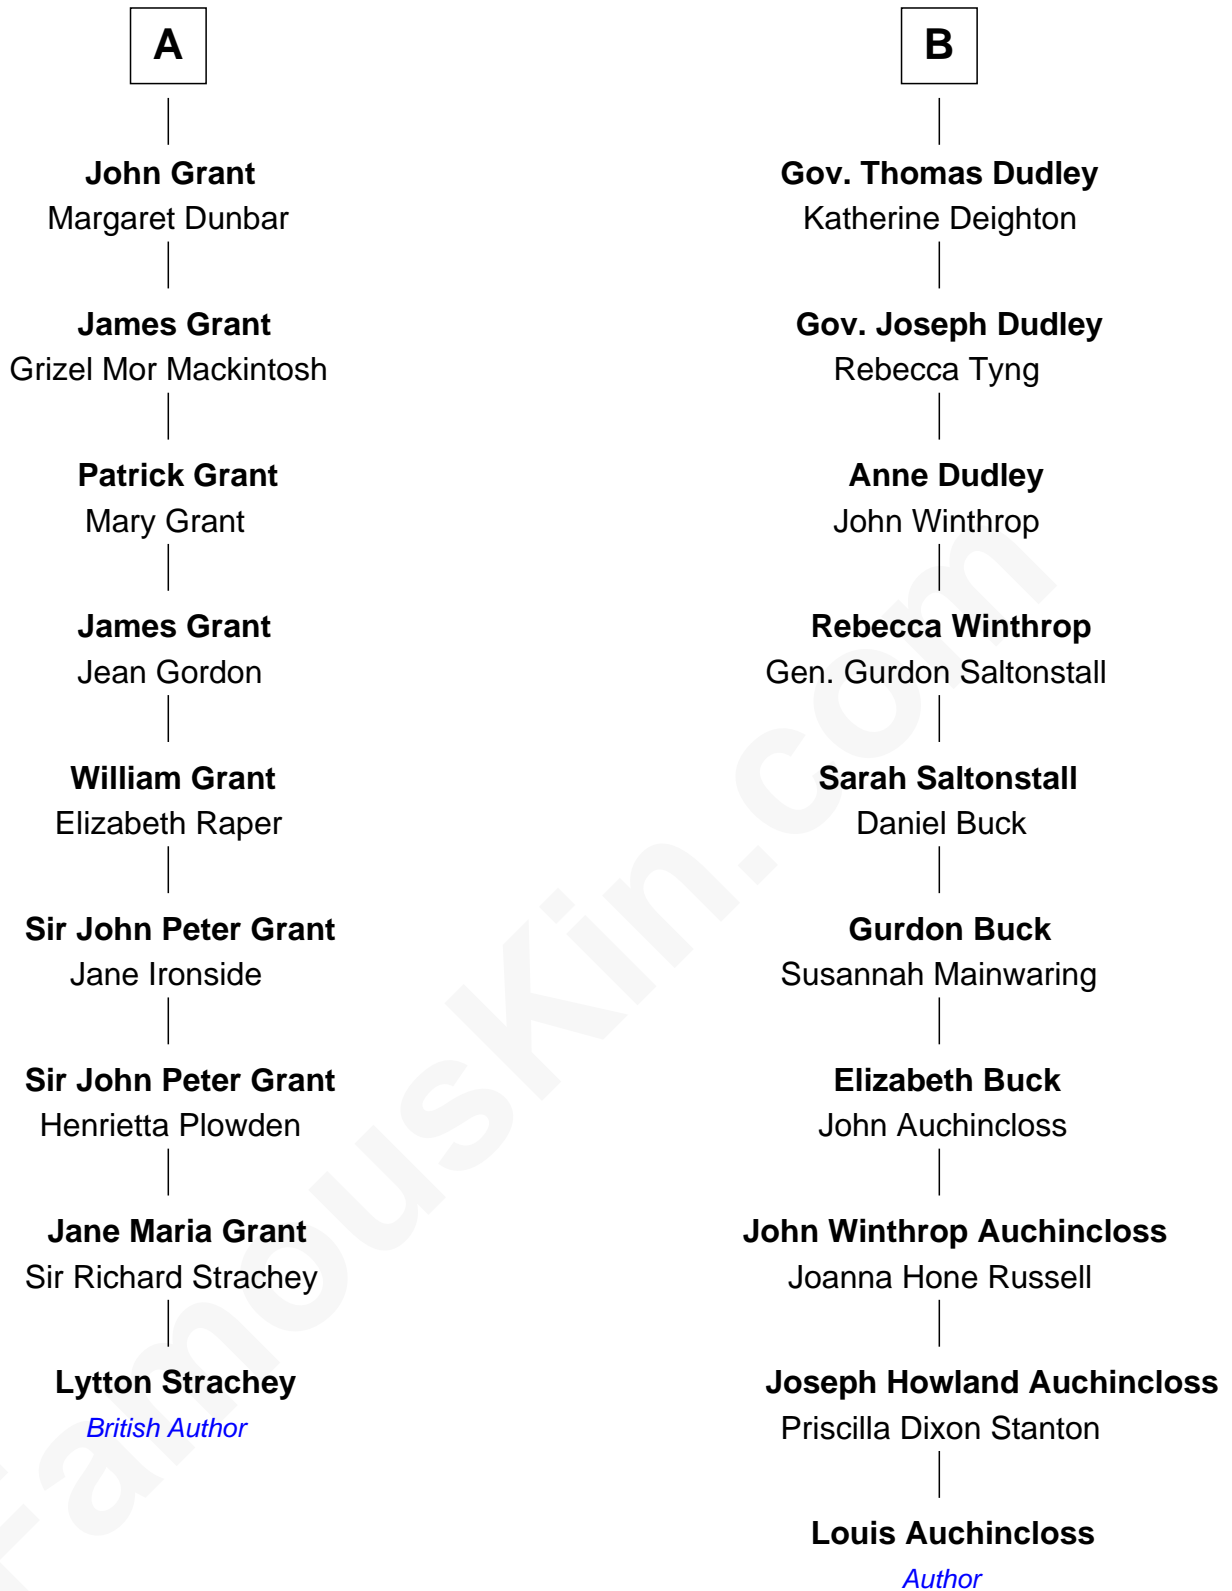 A
John Grant
Margaret Dunbar
James Grant
Grizel Mor Mackintosh
Patrick Grant
Mary Grant
James Grant
Jean Gordon
William Grant
Elizabeth Raper
Sir John Peter Grant
Jane Ironside
Sir John Peter Grant
Henrietta Plowden
Jane Maria Grant
Sir Richard Strachey
Lytton Strachey
British Author
B
Gov. Thomas Dudley
Katherine Deighton
Gov. Joseph Dudley
Rebecca Tyng
Anne Dudley
John Winthrop
Rebecca Winthrop
Gen. Gurdon Saltonstall
Sarah Saltonstall
Daniel Buck
Gurdon Buck
Susannah Mainwaring
Elizabeth Buck
John Auchincloss
John Winthrop Auchincloss
Joanna Hone Russell
Joseph Howland Auchincloss
Priscilla Dixon Stanton
Louis Auchincloss
Author
FamousKin.com